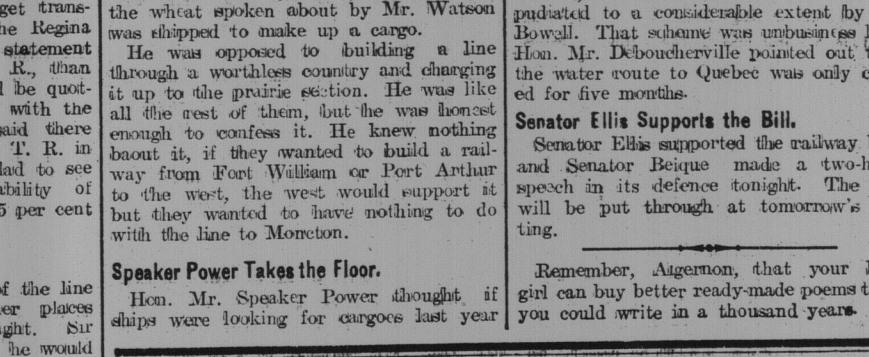 get trans-
he Regina
statement
R., than
be quot-
with the
said there
T. R. in
lad to see
ability of
5 per cent
of the line
er places
ught. Sir
he would
the wheat spoken about by Mr. Watson
was shipped to make up a cargo.
He was opposed to building a line
through a worthless country and charging
it up to the prairie section. He was like
all the rest of them, but he was honest
enough to confess it. He knew nothing
baout it, if they wanted to build a rail-
way from Fort William or Port Arthur
to the west, the west would support it
but they wanted to have nothing to do
with the line to Moncton.
Speaker Power Takes the Floor.
Hon. Mr. Speaker Power thought if
ships were looking for cargoes last year
pudiated to a considerable extent by
Bowell. That scheme was unbusiness
Hon. Mr. Deboucherville pointed out
the water route to Quebec was only
ed for five months.
Senator Ellis Supports the Bill.
Senator Ellis supported the railway
and Senator Beique made a two-h
speech in its defence tonight. The
will be put through at tomorrow's
ting.
Remember, Algernon, that your
girl can buy better ready-made poems t
you could write in a thousand years.